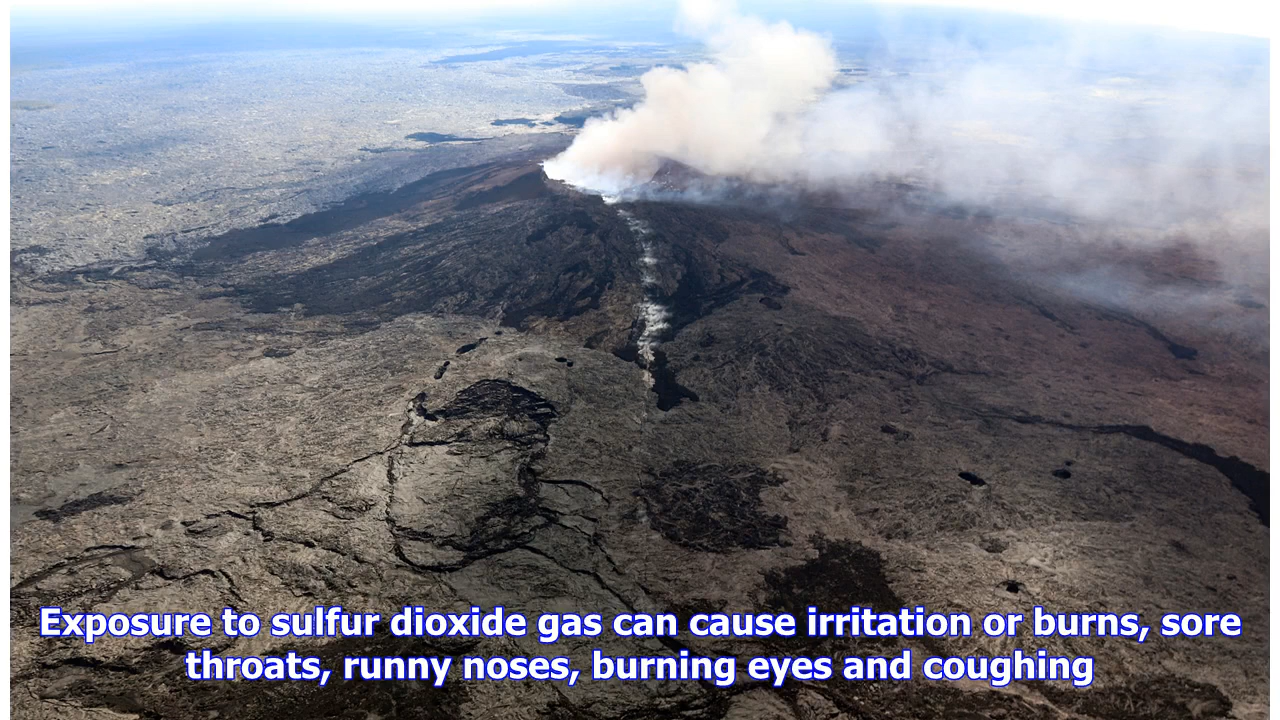 Exposure to sulfur dioxide gas can cause irritation or burns, sore
throats, runny noses, burning eyes and coughing